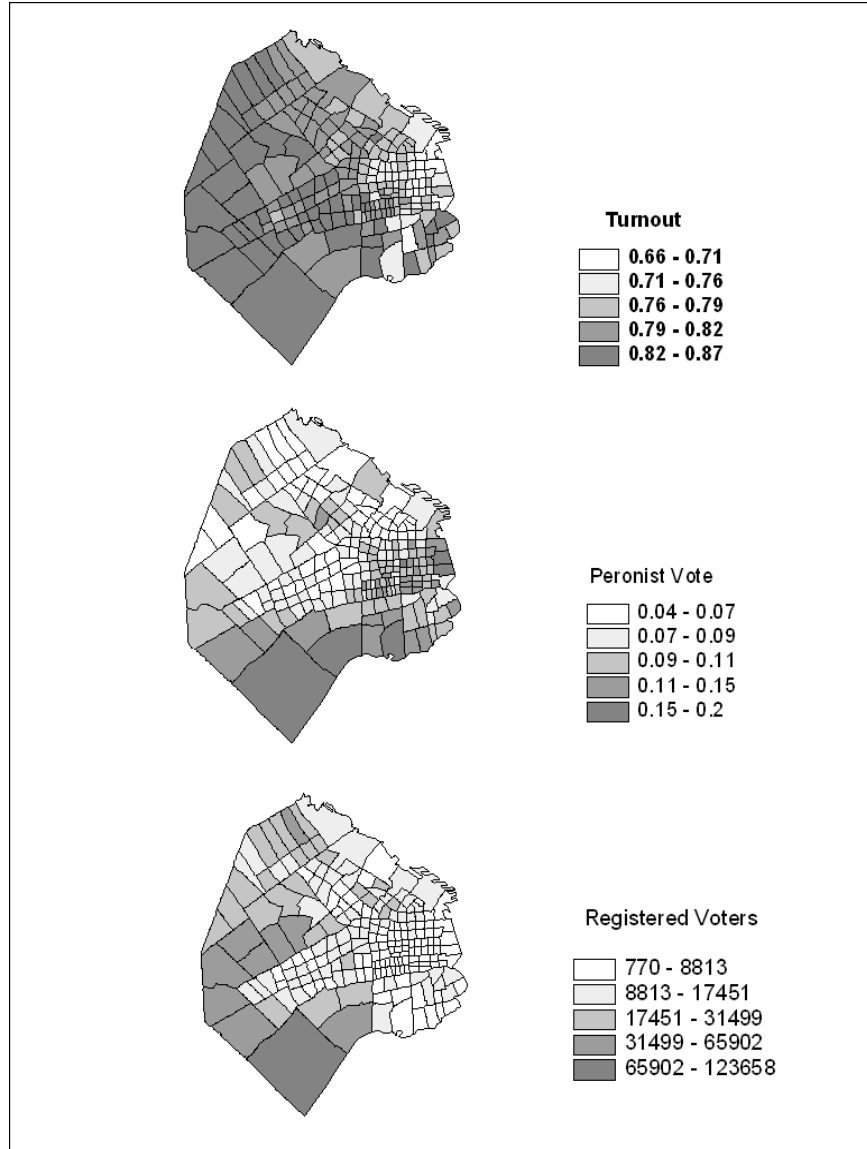 Turnout
0.66 - 0.71
0.71 - 0.76
0.76 - 0.79
0.79 - 0.82
0.82 - 0.87
Peronist Vote
0.04 - 0.07
0.07 - 0.09
0.09 - 0.11
0.11 - 0.15
0.15 - 0.2
Registered Voters
770 - 8813
8813 - 17451
17451 - 31499
31499 - 65902
65902 - 123658